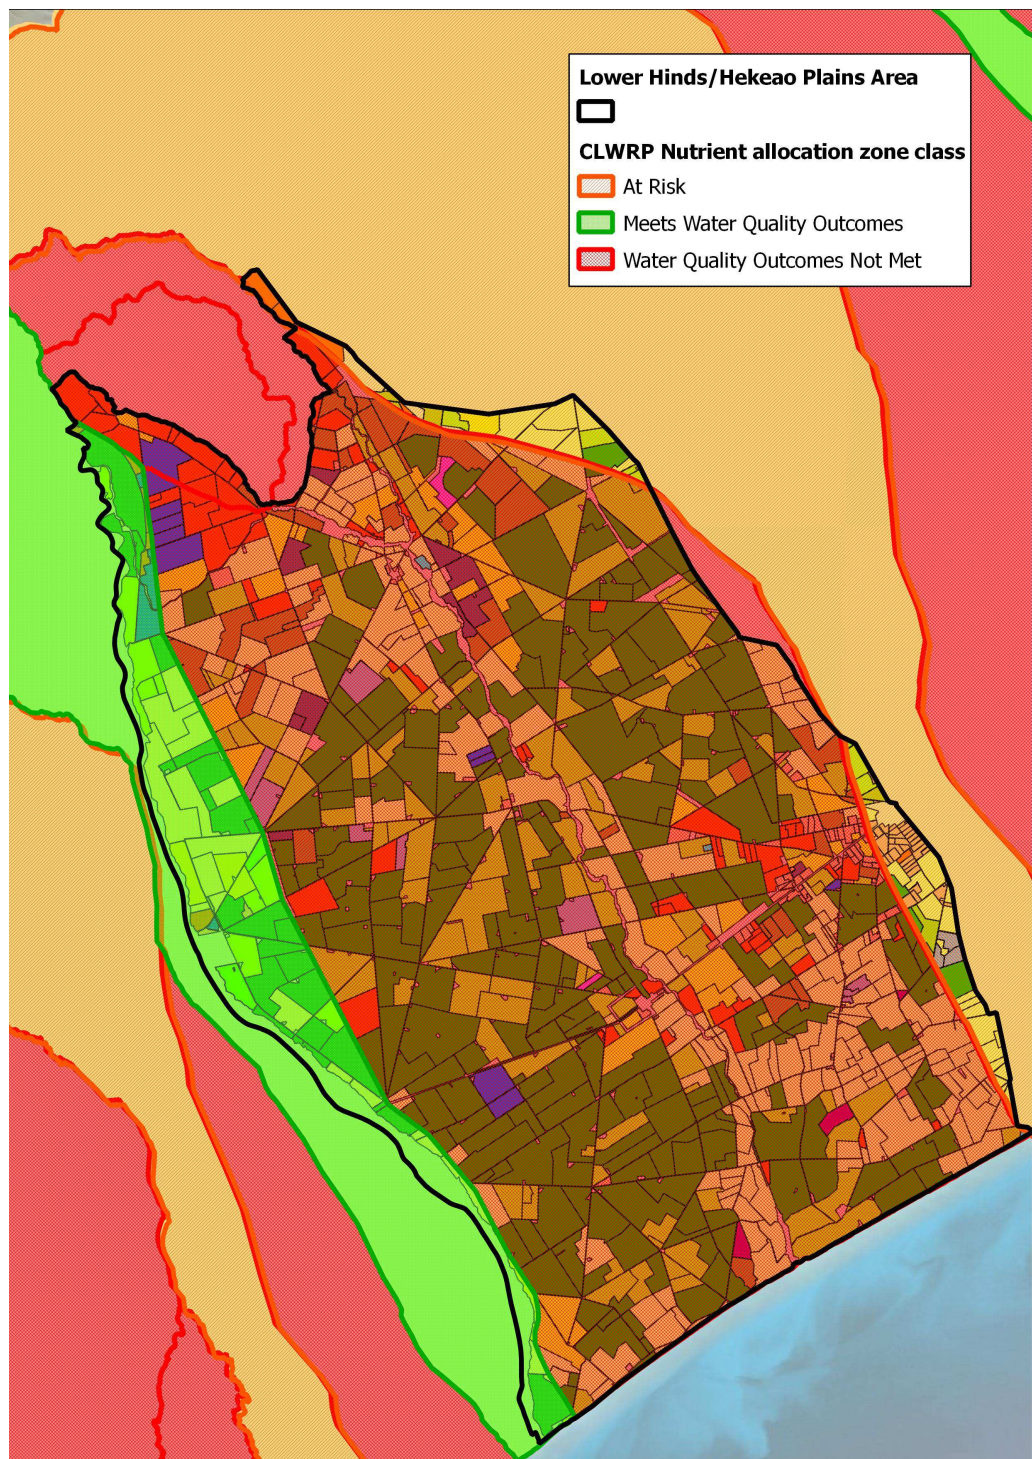 Lower Hinds/Hekeao Plains Area
CLWRP Nutrient allocation zone class
At Risk
Meets Water Quality Outcomes
Water Quality Outcomes Not Met